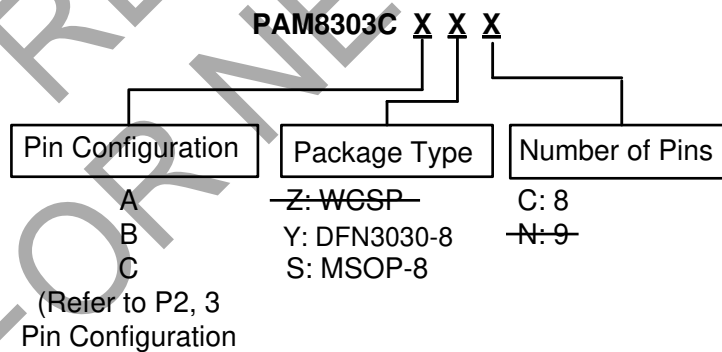 PAM8303C X X X
Pin Configuration
Package Type
Number of Pins
A
B
C
(Refer to P2, 3
Pin Configuration
Z: WCSP
Y: DFN3030-8
S: MSOP-8
C: 8
N: 9